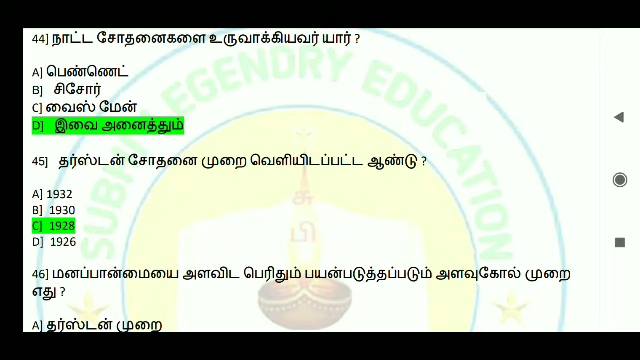 44] நாட்ட சோதனைகளை உருவாக்கியவர் யார் ?
A] பெண்ணெட்
B] சிசோர்
C] வைஸ் மேன்
D] இவை அனைத்தும்
45] தர்ஸ்டன் சோதனை முறை வெளியிடப்பட்ட ஆண்டு ?
A] 1932
B] 1930
C] 1928
D] 1926
46] மனப்பான்மையை அளவிட பெரிதும் பயன்படுத்தப்படும் அளவுகோல் முறை
எது ?
A] தர்ஸ்டன் முறை